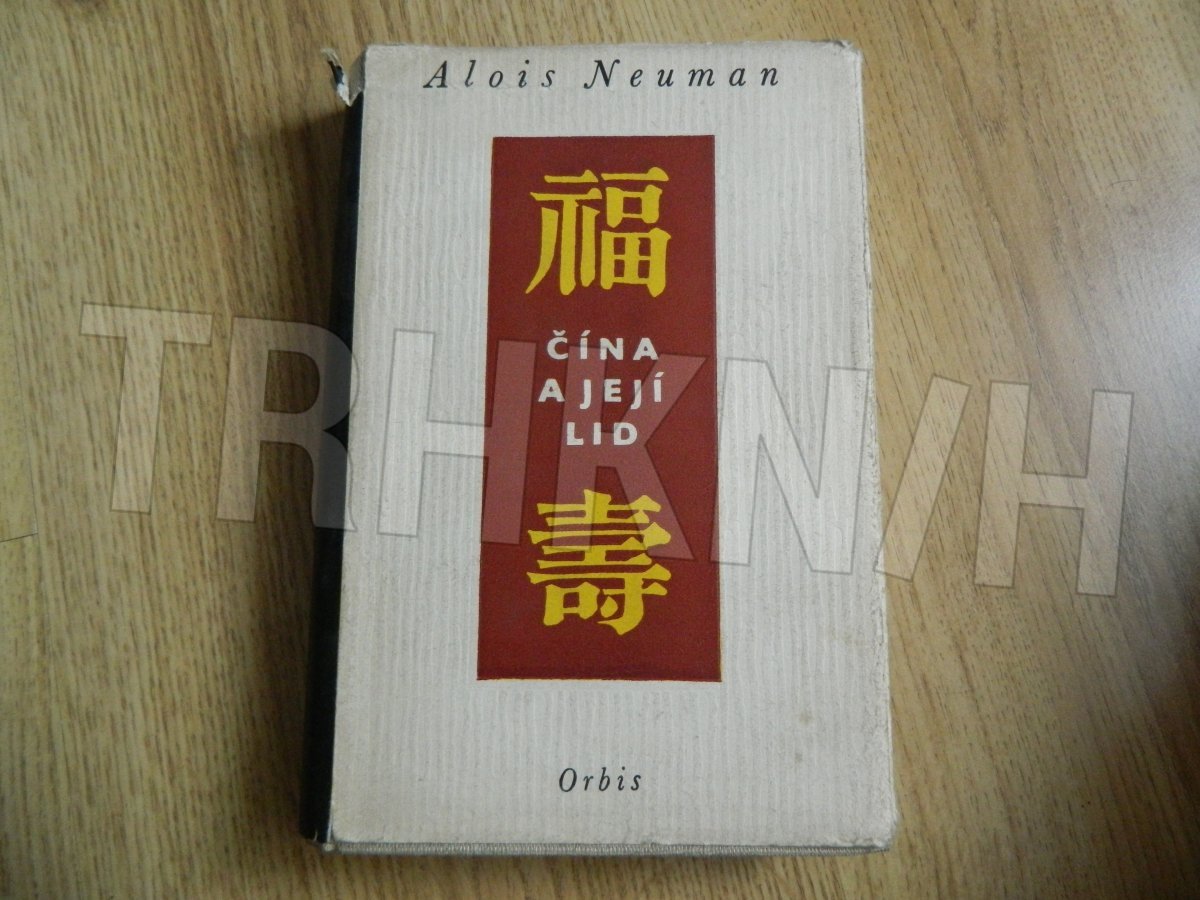 Alois Neuman
福
ČÍNA
A JEJÍ
LID
壽
Orbis
TRHKNIH